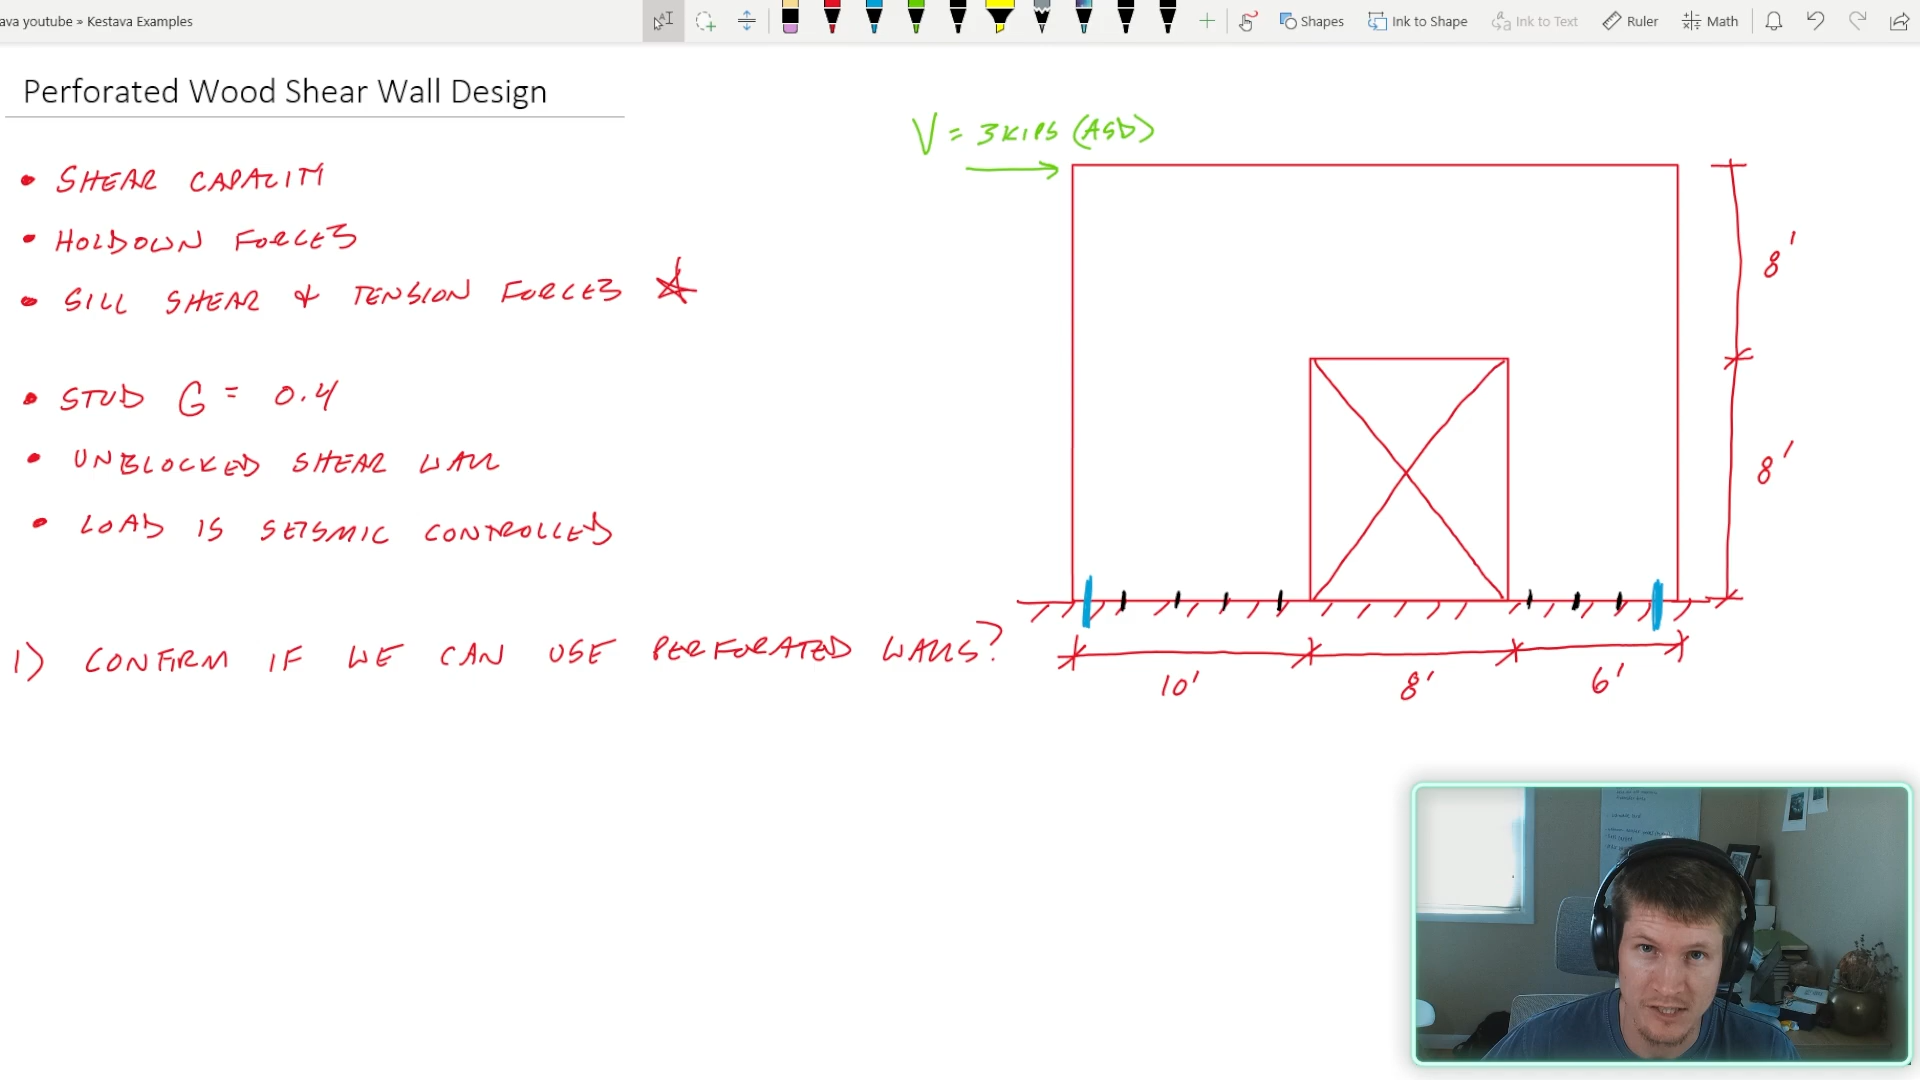 ava youtube » Kestava Examples
Shapes
Ink to Shape
Ink to Text
Ruler
Math
Perforated Wood Shear Wall Design
V = 3 KIPS (ASD)
• SHEAR CAPACITY
• HOLDOWN FORCES
• SILL SHEAR & TENSION FORCES
• STUD G = 0.4
• UNBLOCKED SHEAR WALL
• LOAD IS SEISMIC CONTROLLED
1) CONFIRM IF WE CAN USE PERFORATED WALLS?
8'
8'
10'
8'
6'